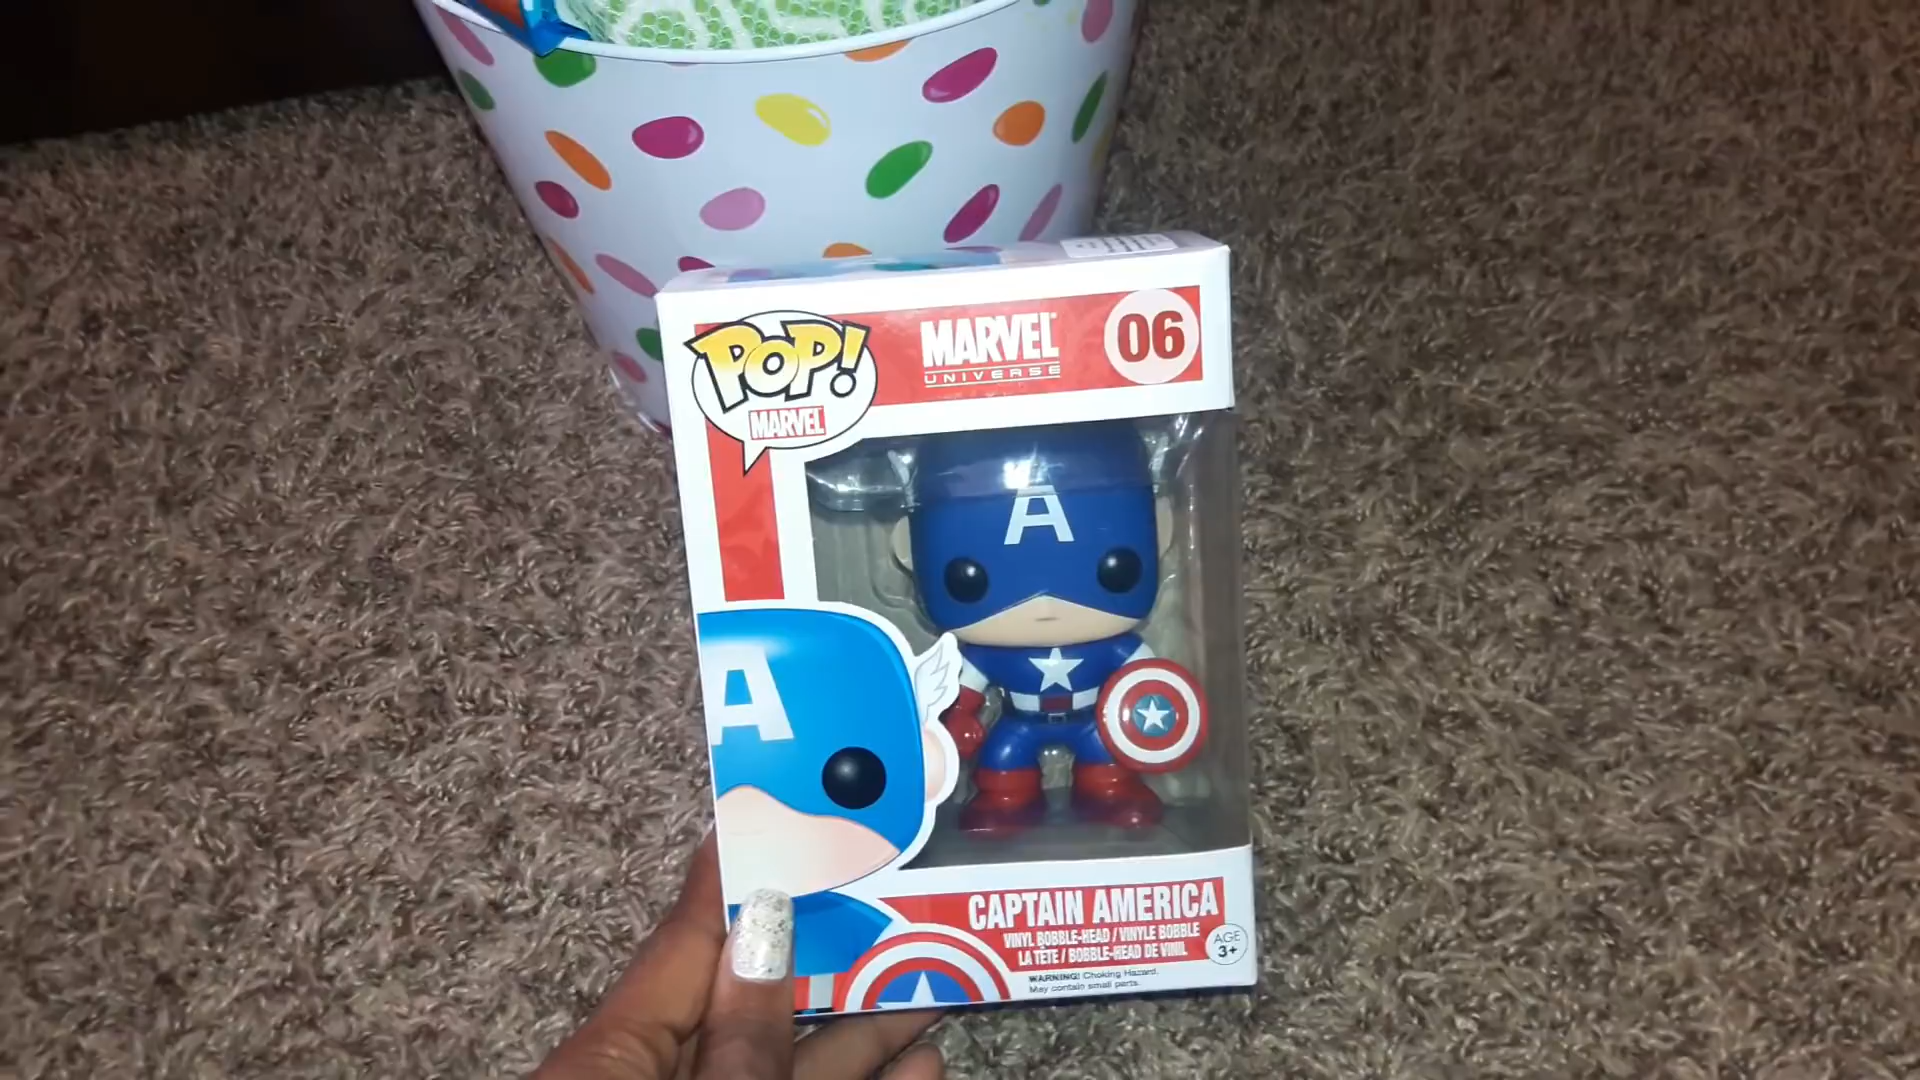 POP!
MARVEL
MARVEL
UNIVERSE
06
A
A
CAPTAIN AMERICA
VINYL BOBBLE-HEAD / VINYLE BOBBLE
LA TÊTE / BOBBLE-HEAD DE VINIL
AGE
3+
WARNING! Choking Hazard.
May contain small parts.